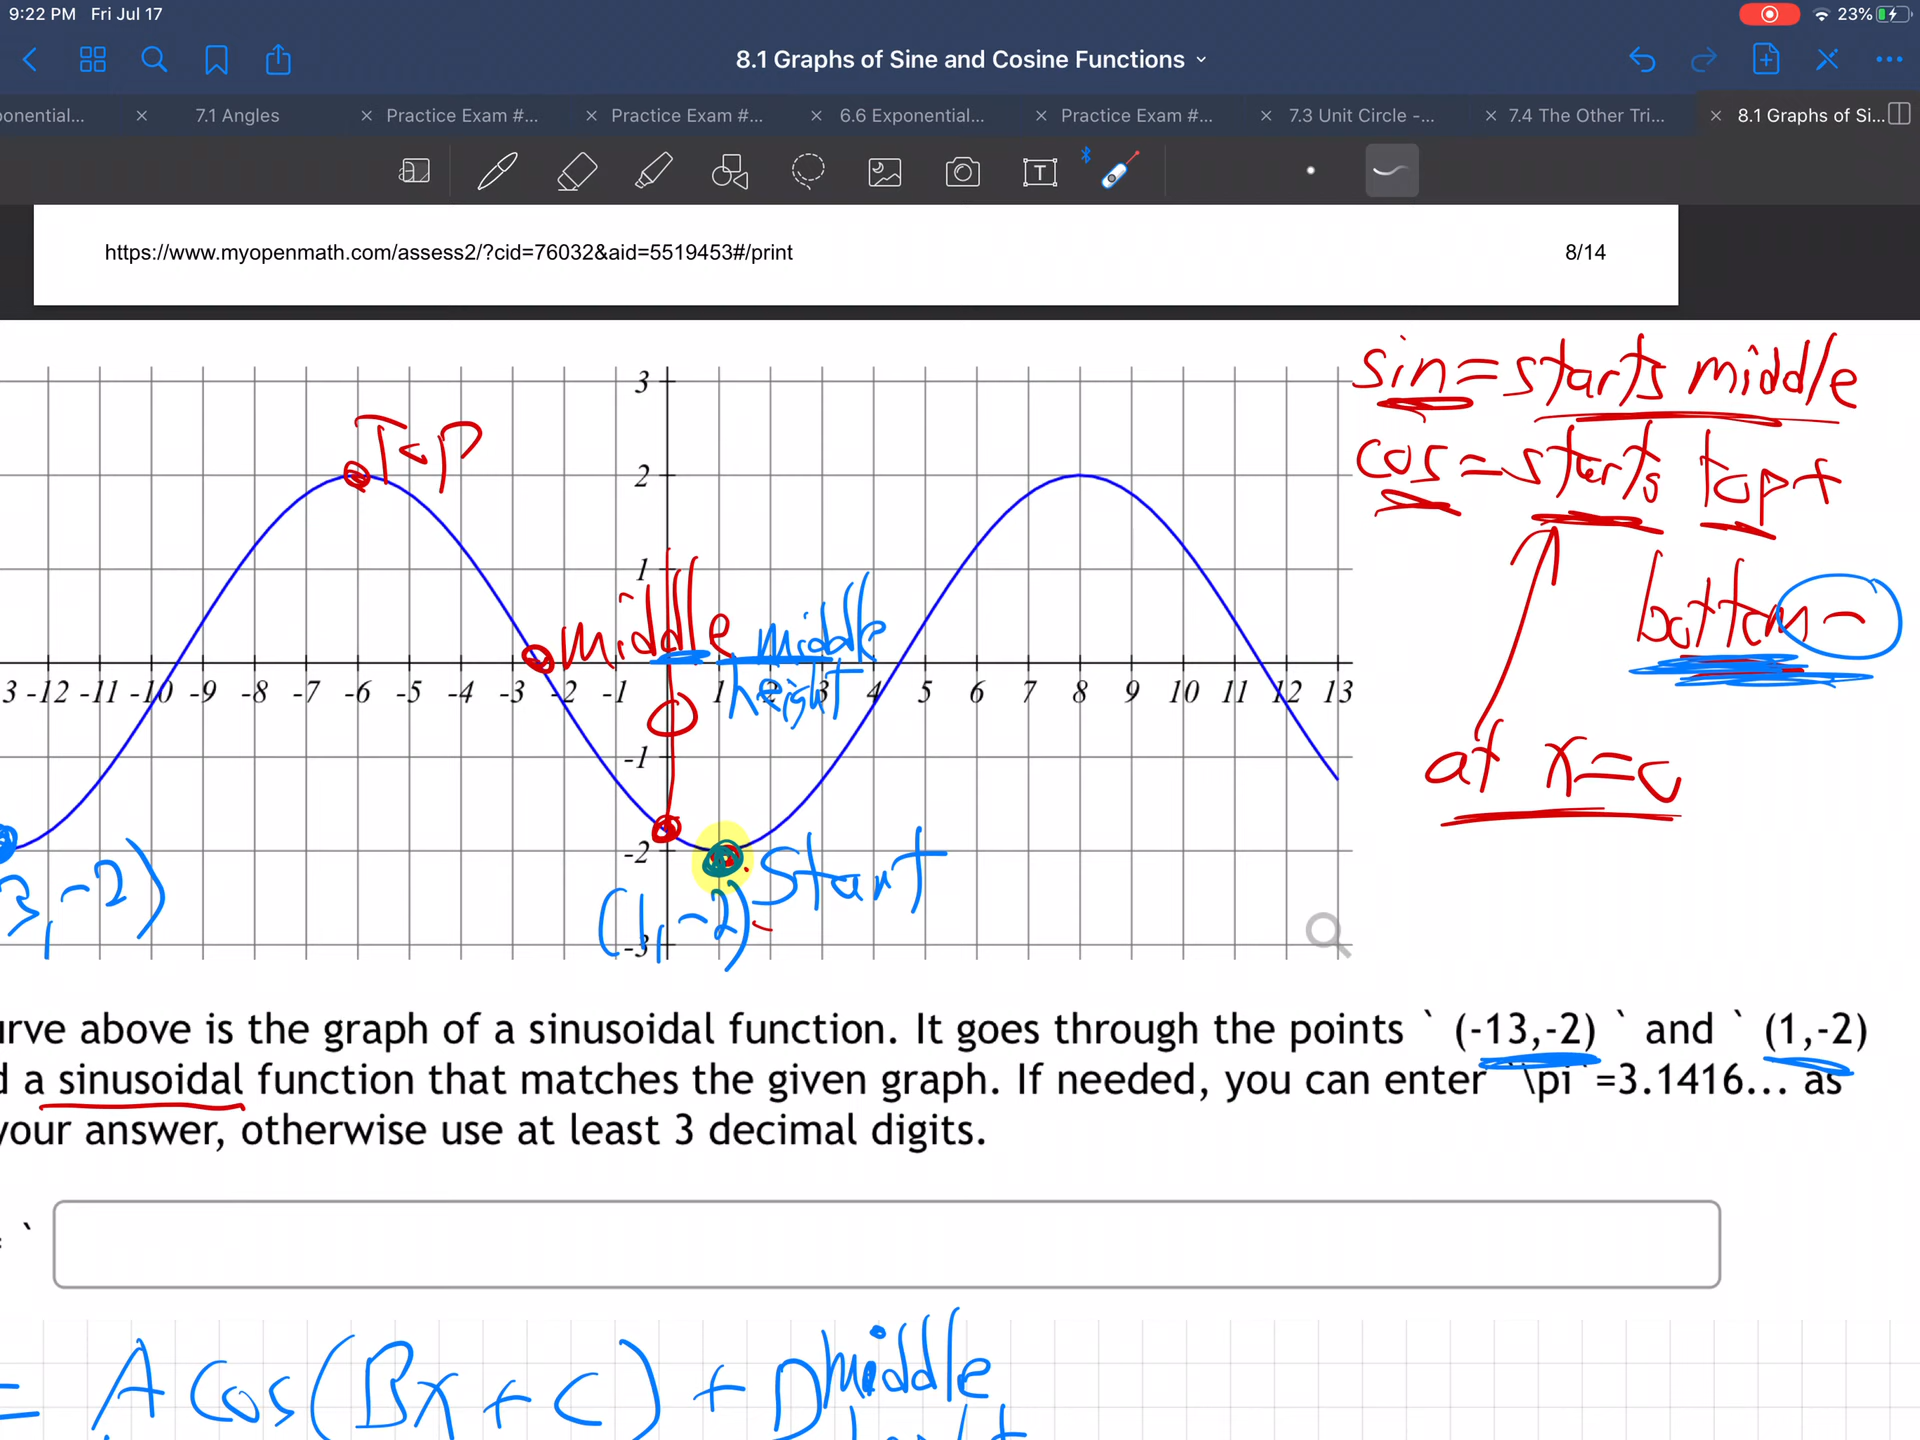 9:22 PM Fri Jul 17
23%
8.1 Graphs of Sine and Cosine Functions
ponential... × 7.1 Angles × Practice Exam #... × Practice Exam #... × 6.6 Exponential... × Practice Exam #... × 7.3 Unit Circle -... × 7.4 The Other Tri... × 8.1 Graphs of Si...
T
https://www.myopenmath.com/assess2/?cid=76032&aid=5519453#/print 8/14
sin = starts middle
3
Top
cos = starts top +
2
1
bottom -
middle middle
3 -12 -11 -10 -9 -8 -7 -6 -5 -4 -3 -2 -1 1 2 3 4 5 6 7 8 9 10 11 12 13
height
0
-1
at x=c
-2
Start
3,-2)
(1,-2)
-3
urve above is the graph of a sinusoidal function. It goes through the points ` (-13,-2) ` and ` (1,-2)
d a sinusoidal function that matches the given graph. If needed, you can enter `\pi`=3.1416... as
your answer, otherwise use at least 3 decimal digits.
= `
= A cos(Bx + C) + D middle